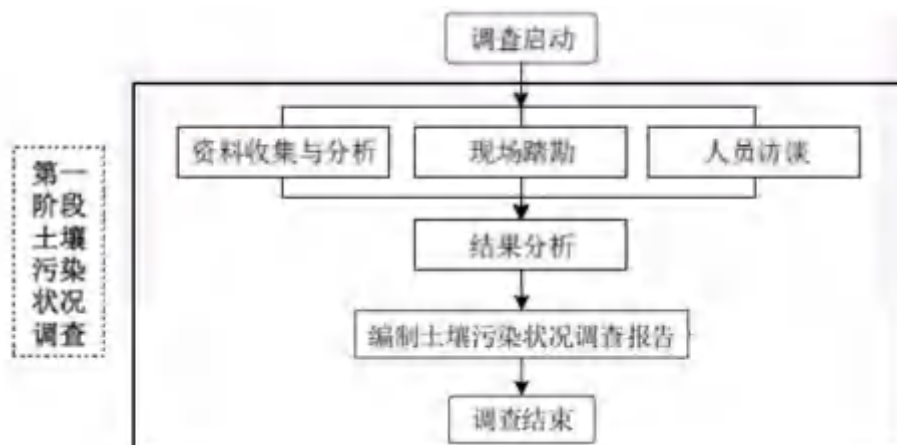 调查启动
资料收集与分析
现场踏勘
人员访谈
第一
阶段
土壤
污染
状况
调查
结果分析
编制土壤污染状况调查报告
调查结束